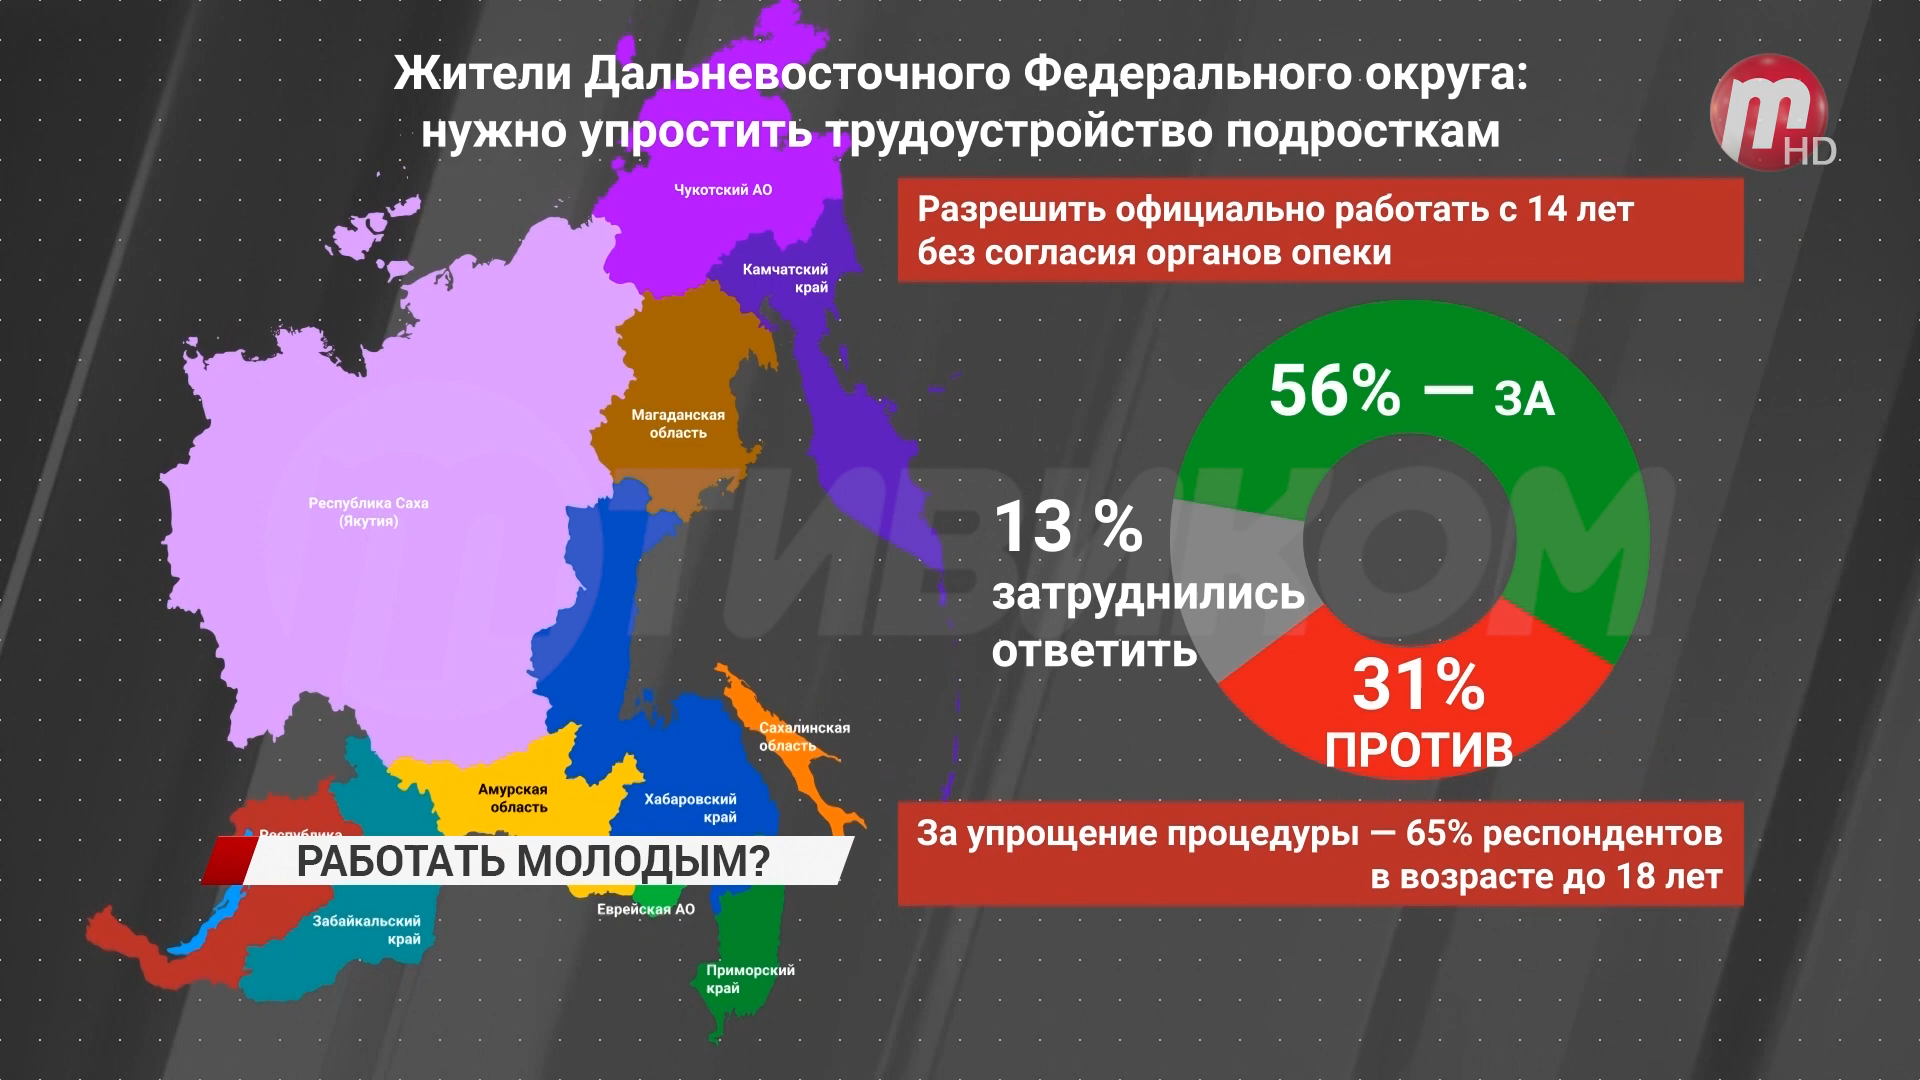 Жители Дальневосточного Федерального округа:
нужно упростить трудоустройство подросткам
m HD
Чукотский АО
Камчатский
край
Магаданская
область
Республика Саха
(Якутия)
Сахалинская
область
Амурская
область
Хабаровский
край
Республика
РАБОТАТЬ МОЛОДЫМ?
Еврейская АО
Забайкальский
край
Приморский
край
Разрешить официально работать с 14 лет
без согласия органов опеки
56% — ЗА
13 %
затруднились
ответить
31%
ПРОТИВ
За упрощение процедуры — 65% респондентов
в возрасте до 18 лет
mТИВИКОМ